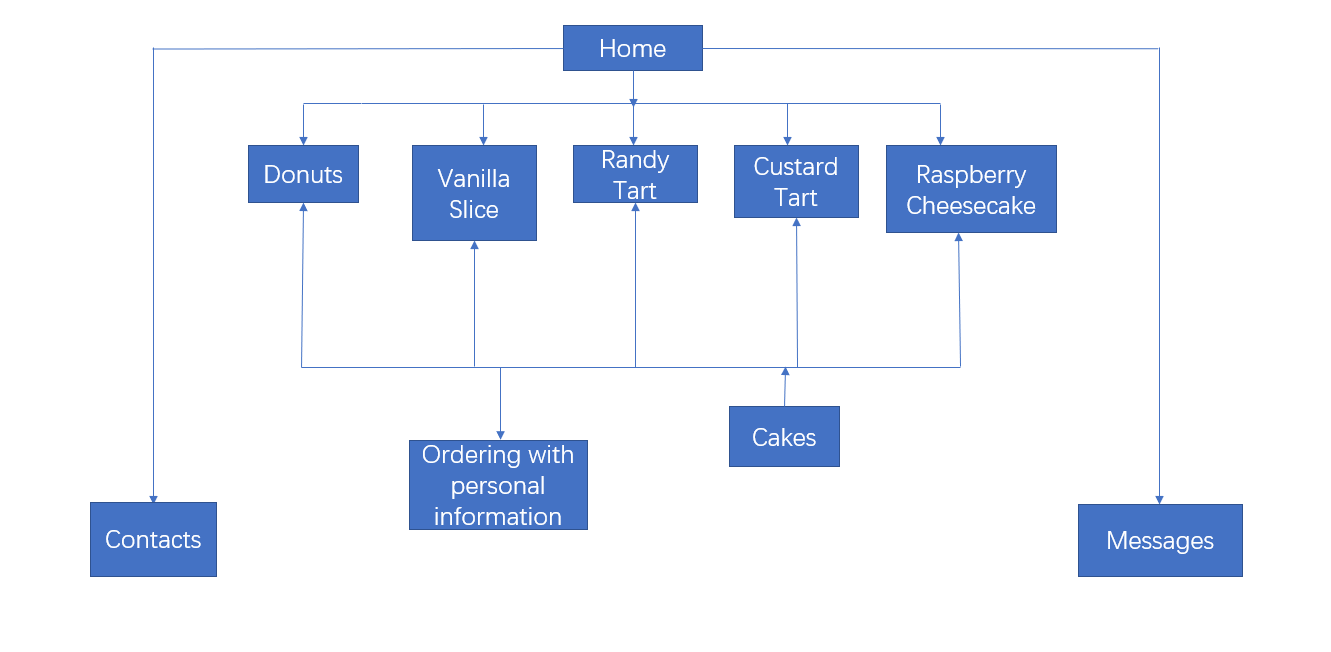 Home
Donuts
Vanilla
Slice
Randy
Tart
Custard
Tart
Raspberry
Cheesecake
Cakes
Ordering with
personal
information
Contacts
Messages